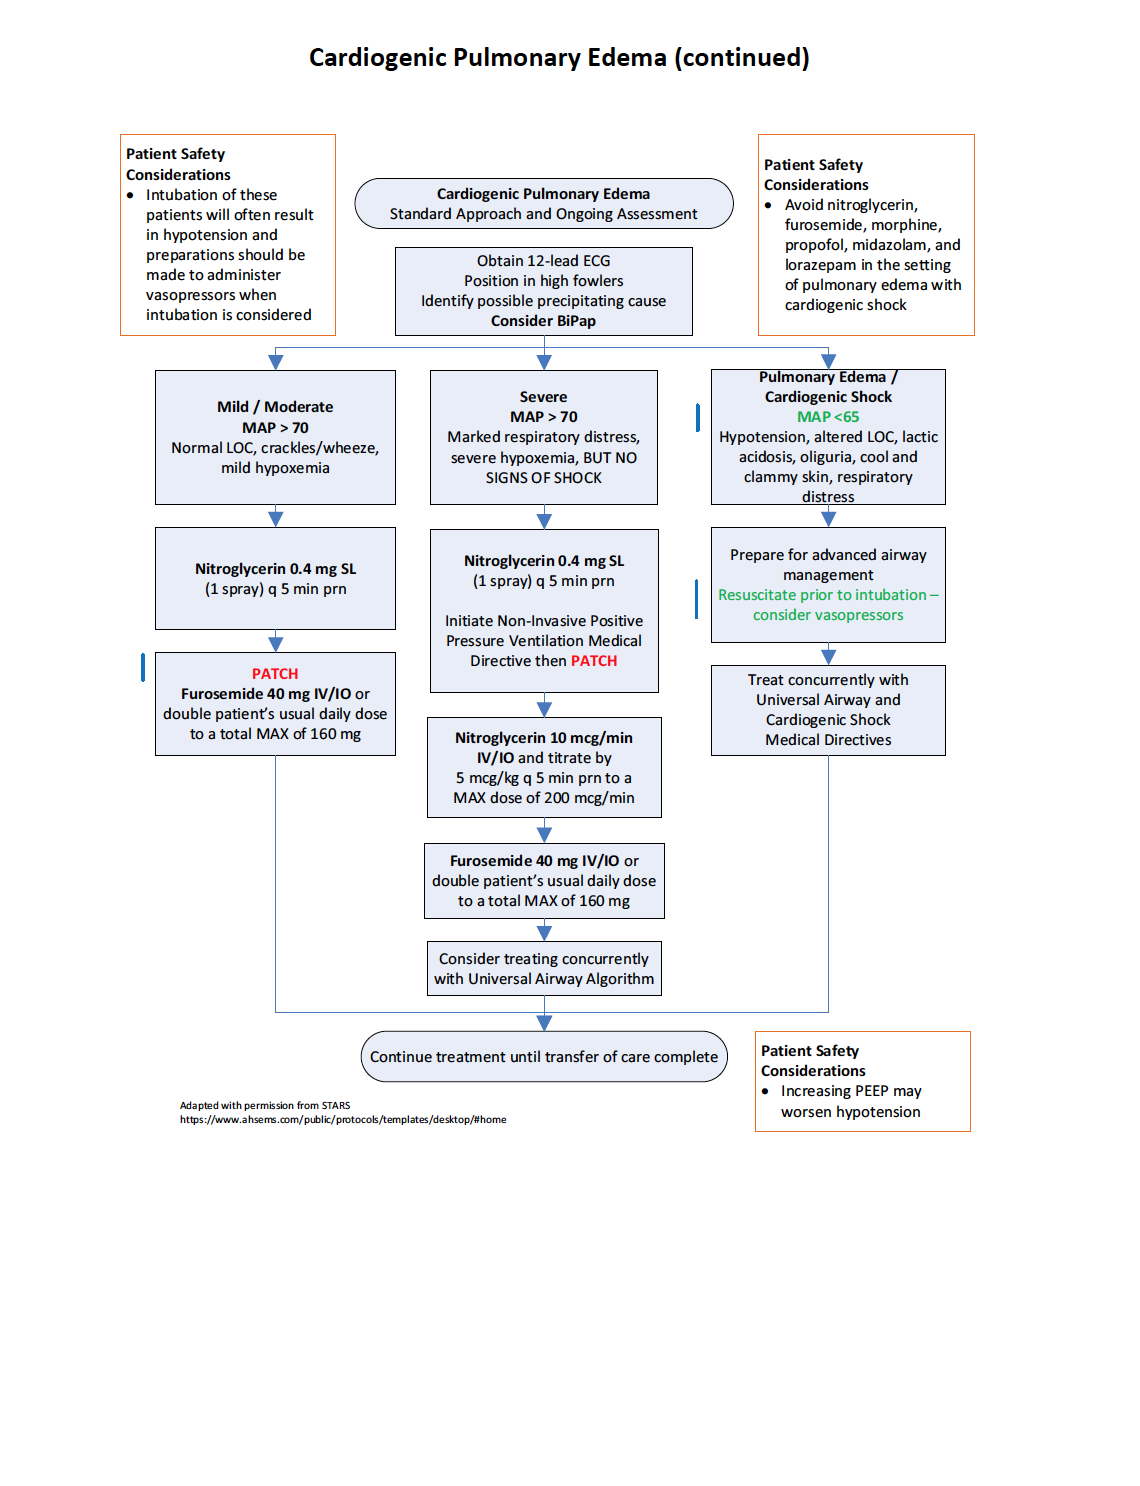 Cardiogenic Pulmonary Edema (continued)
Patient Safety
Considerations
• Intubation of these
patients will often result
in hypotension and
preparations should be
made to administer
vasopressors when
intubation is considered
Cardiogenic Pulmonary Edema
Standard Approach and Ongoing Assessment
Obtain 12-lead ECG
Position in high fowlers
Identify possible precipitating cause
Consider BiPap
Patient Safety
Considerations
• Avoid nitroglycerin,
furosemide, morphine,
propofol, midazolam, and
lorazepam in the setting
of pulmonary edema with
cardiogenic shock
Mild / Moderate
MAP > 70
Normal LOC, crackles/wheeze,
mild hypoxemia
Nitroglycerin 0.4 mg SL
(1 spray) q 5 min prn
PATCH
Furosemide 40 mg IV/IO or
double patient's usual daily dose
to a total MAX of 160 mg
Severe
MAP > 70
Marked respiratory distress,
severe hypoxemia, BUT NO
SIGNS OF SHOCK
Nitroglycerin 0.4 mg SL
(1 spray) q 5 min prn
Initiate Non-Invasive Positive
Pressure Ventilation Medical
Directive then PATCH
Nitroglycerin 10 mcg/min
IV/IO and titrate by
5 mcg/kg q 5 min prn to a
MAX dose of 200 mcg/min
Furosemide 40 mg IV/IO or
double patient's usual daily dose
to a total MAX of 160 mg
Consider treating concurrently
with Universal Airway Algorithm
Pulmonary Edema /
Cardiogenic Shock
MAP <65
Hypotension, altered LOC, lactic
acidosis, oliguria, cool and
clammy skin, respiratory
distress
Prepare for advanced airway
management
Resuscitate prior to intubation –
consider vasopressors
Treat concurrently with
Universal Airway and
Cardiogenic Shock
Medical Directives
Continue treatment until transfer of care complete
Patient Safety
Considerations
• Increasing PEEP may
worsen hypotension
Adapted with permission from STARS
https://www.ahsems.com/public/protocols/templates/desktop/#home